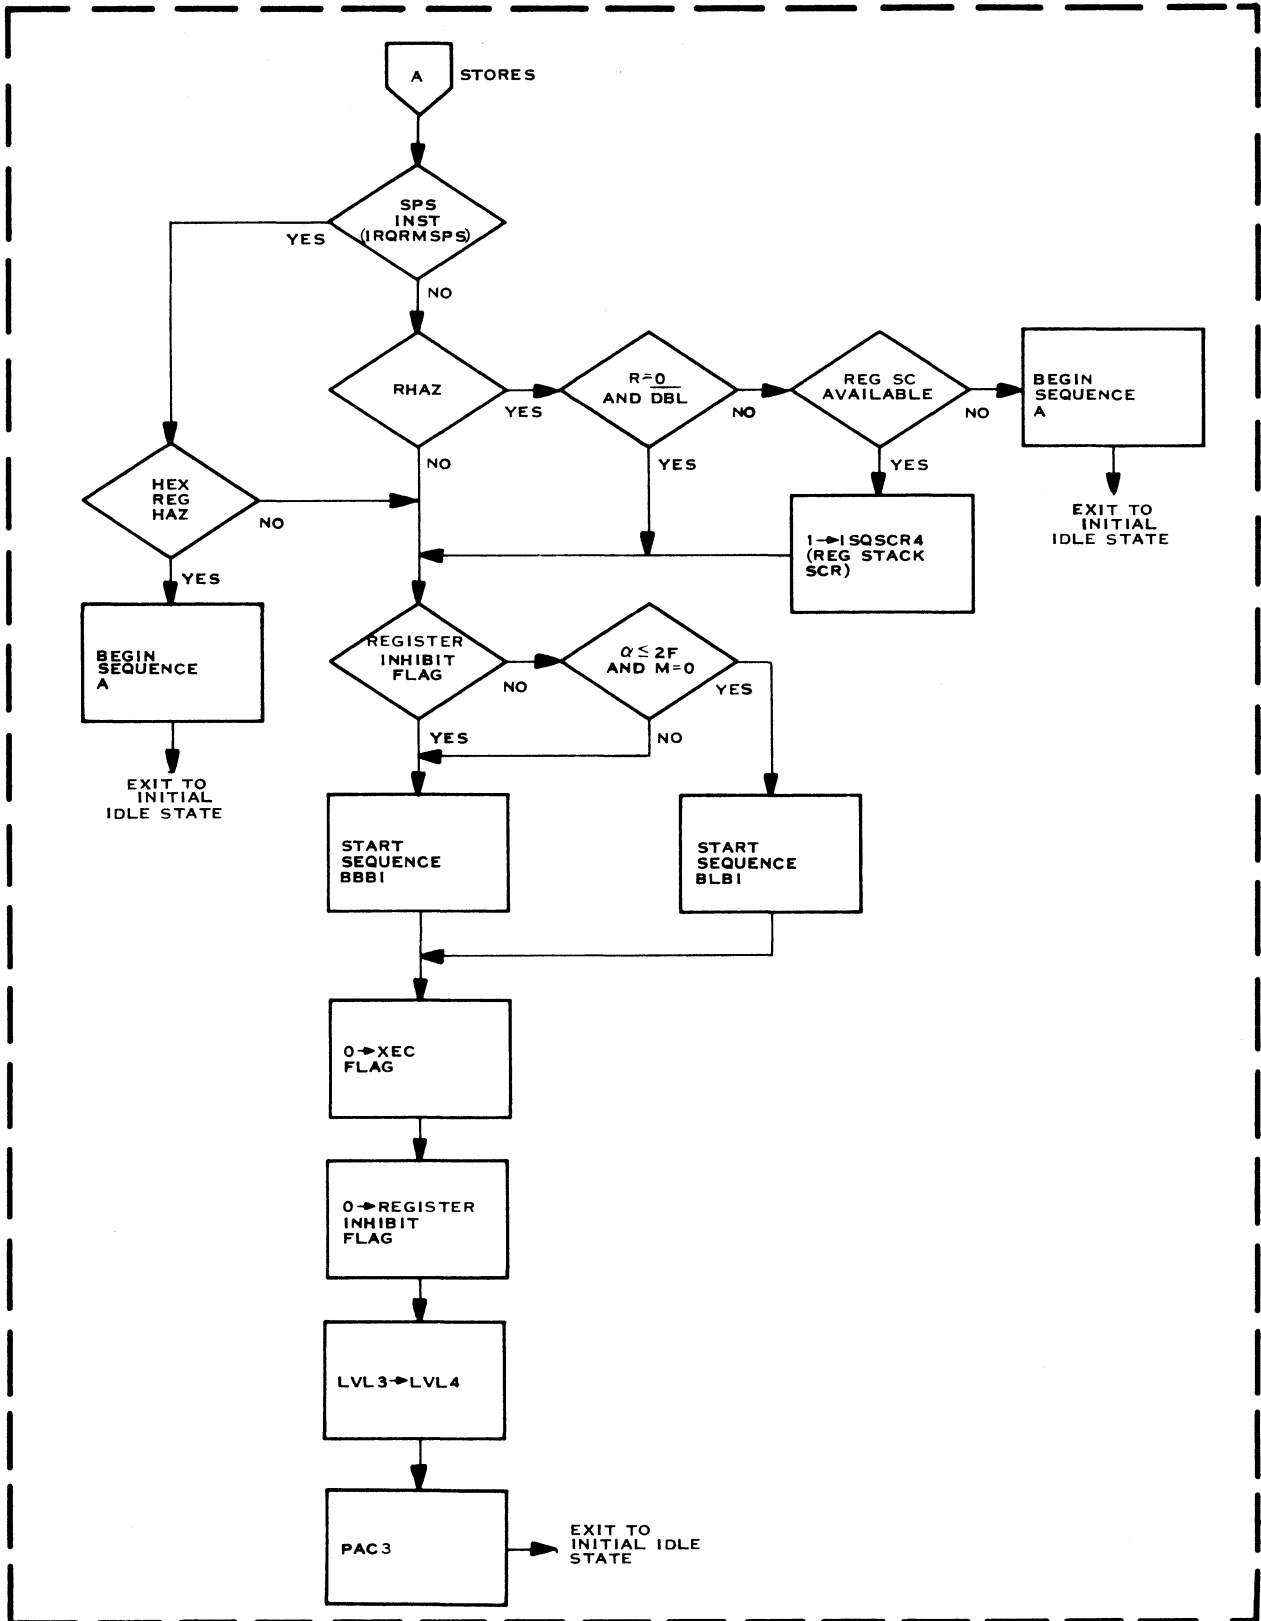 A
STORES
SPS
INST
(IRQRMSPS)
YES
NO
RHAZ
YES
NO
R=0
AND DBL
NO
YES
REG SC
AVAILABLE
NO
YES
BEGIN
SEQUENCE
A
EXIT TO
INITIAL
IDLE STATE
HEX
REG
HAZ
NO
YES
1→ISQSCR4
(REG STACK
SCR)
BEGIN
SEQUENCE
A
EXIT TO
INITIAL
IDLE STATE
REGISTER
INHIBIT
FLAG
NO
YES
α≤2F
AND M=0
YES
NO
START
SEQUENCE
BBB1
START
SEQUENCE
BLB1
0→XEC
FLAG
0→REGISTER
INHIBIT
FLAG
LVL3→LVL4
PAC3
EXIT TO
INITIAL IDLE
STATE